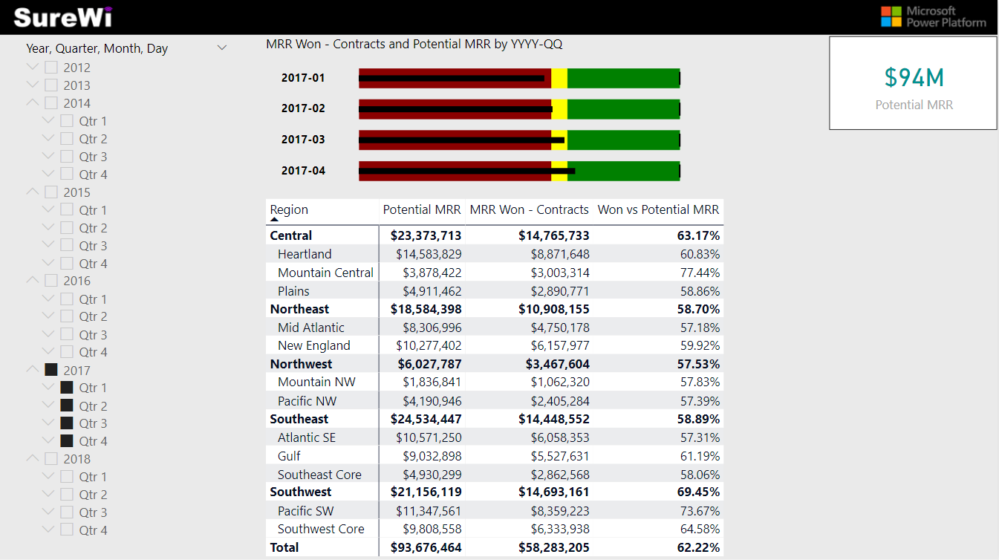 SureWi
Microsoft
Power Platform
Year, Quarter, Month, Day
2012
2013
2014
Qtr 1
Qtr 2
Qtr 3
Qtr 4
2015
Qtr 1
Qtr 2
Qtr 3
Qtr 4
2016
Qtr 1
Qtr 2
Qtr 3
Qtr 4
2017
Qtr 1
Qtr 2
Qtr 3
Qtr 4
2018
Qtr 1
Qtr 2
Qtr 3
Qtr 4
MRR Won - Contracts and Potential MRR by YYYY-QQ
2017-01
2017-02
2017-03
2017-04
$94M
Potential MRR
Region Potential MRR MRR Won - Contracts Won vs Potential MRR
Central $23,373,713 $14,765,733 63.17%
Heartland $14,583,829 $8,871,648 60.83%
Mountain Central $3,878,422 $3,003,314 77.44%
Plains $4,911,462 $2,890,771 58.86%
Northeast $18,584,398 $10,908,155 58.70%
Mid Atlantic $8,306,996 $4,750,178 57.18%
New England $10,277,402 $6,157,977 59.92%
Northwest $6,027,787 $3,467,604 57.53%
Mountain NW $1,836,841 $1,062,320 57.83%
Pacific NW $4,190,946 $2,405,284 57.39%
Southeast $24,534,447 $14,448,552 58.89%
Atlantic SE $10,571,250 $6,058,353 57.31%
Gulf $9,032,898 $5,527,631 61.19%
Southeast Core $4,930,299 $2,862,568 58.06%
Southwest $21,156,119 $14,693,161 69.45%
Pacific SW $11,347,561 $8,359,223 73.67%
Southwest Core $9,808,558 $6,333,938 64.58%
Total $93,676,464 $58,283,205 62.22%